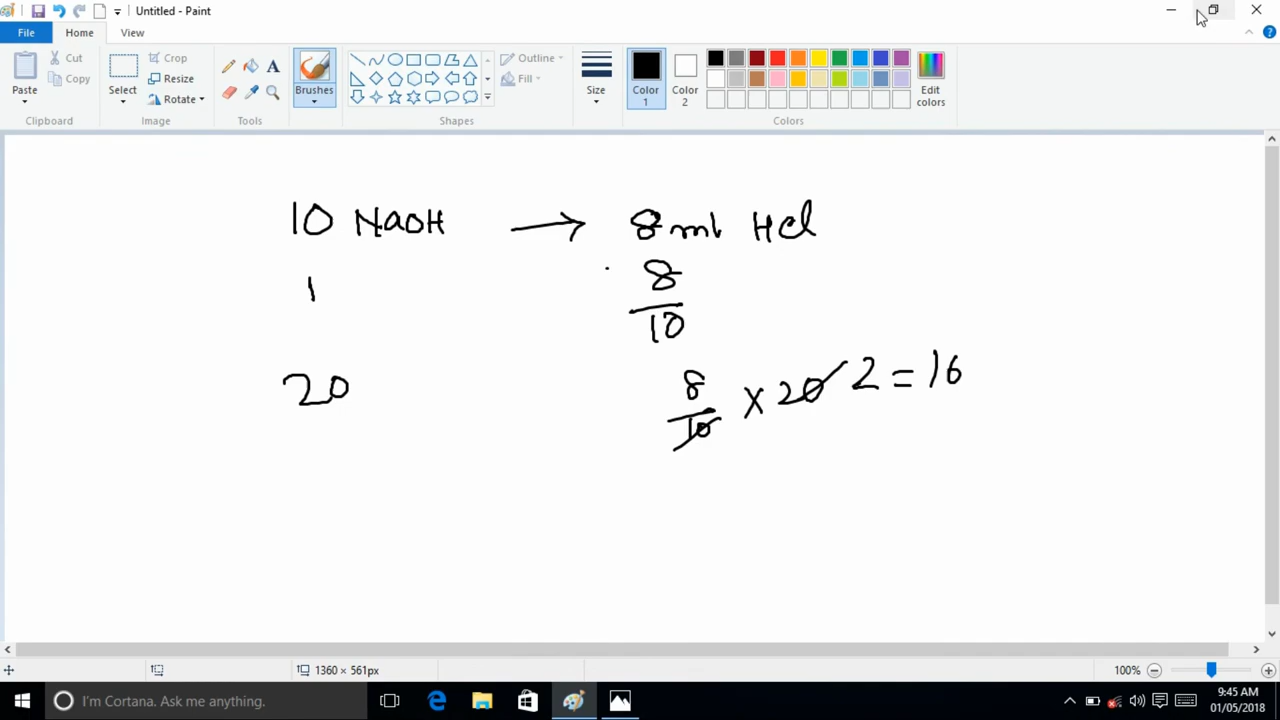 Untitled - Paint
File Home View
Paste Cut Copy
Clipboard
Select Crop Resize Rotate
Image
A
Tools
Brushes
Outline Fill
Shapes
Size
Color 1
Color 2
Edit colors
Colors
10 NaOH → 8 ml HCl
1 8/10
20 8/10 × 20 2 = 16
1360 × 561px
100%
I'm Cortana. Ask me anything.
9:45 AM
01/05/2018